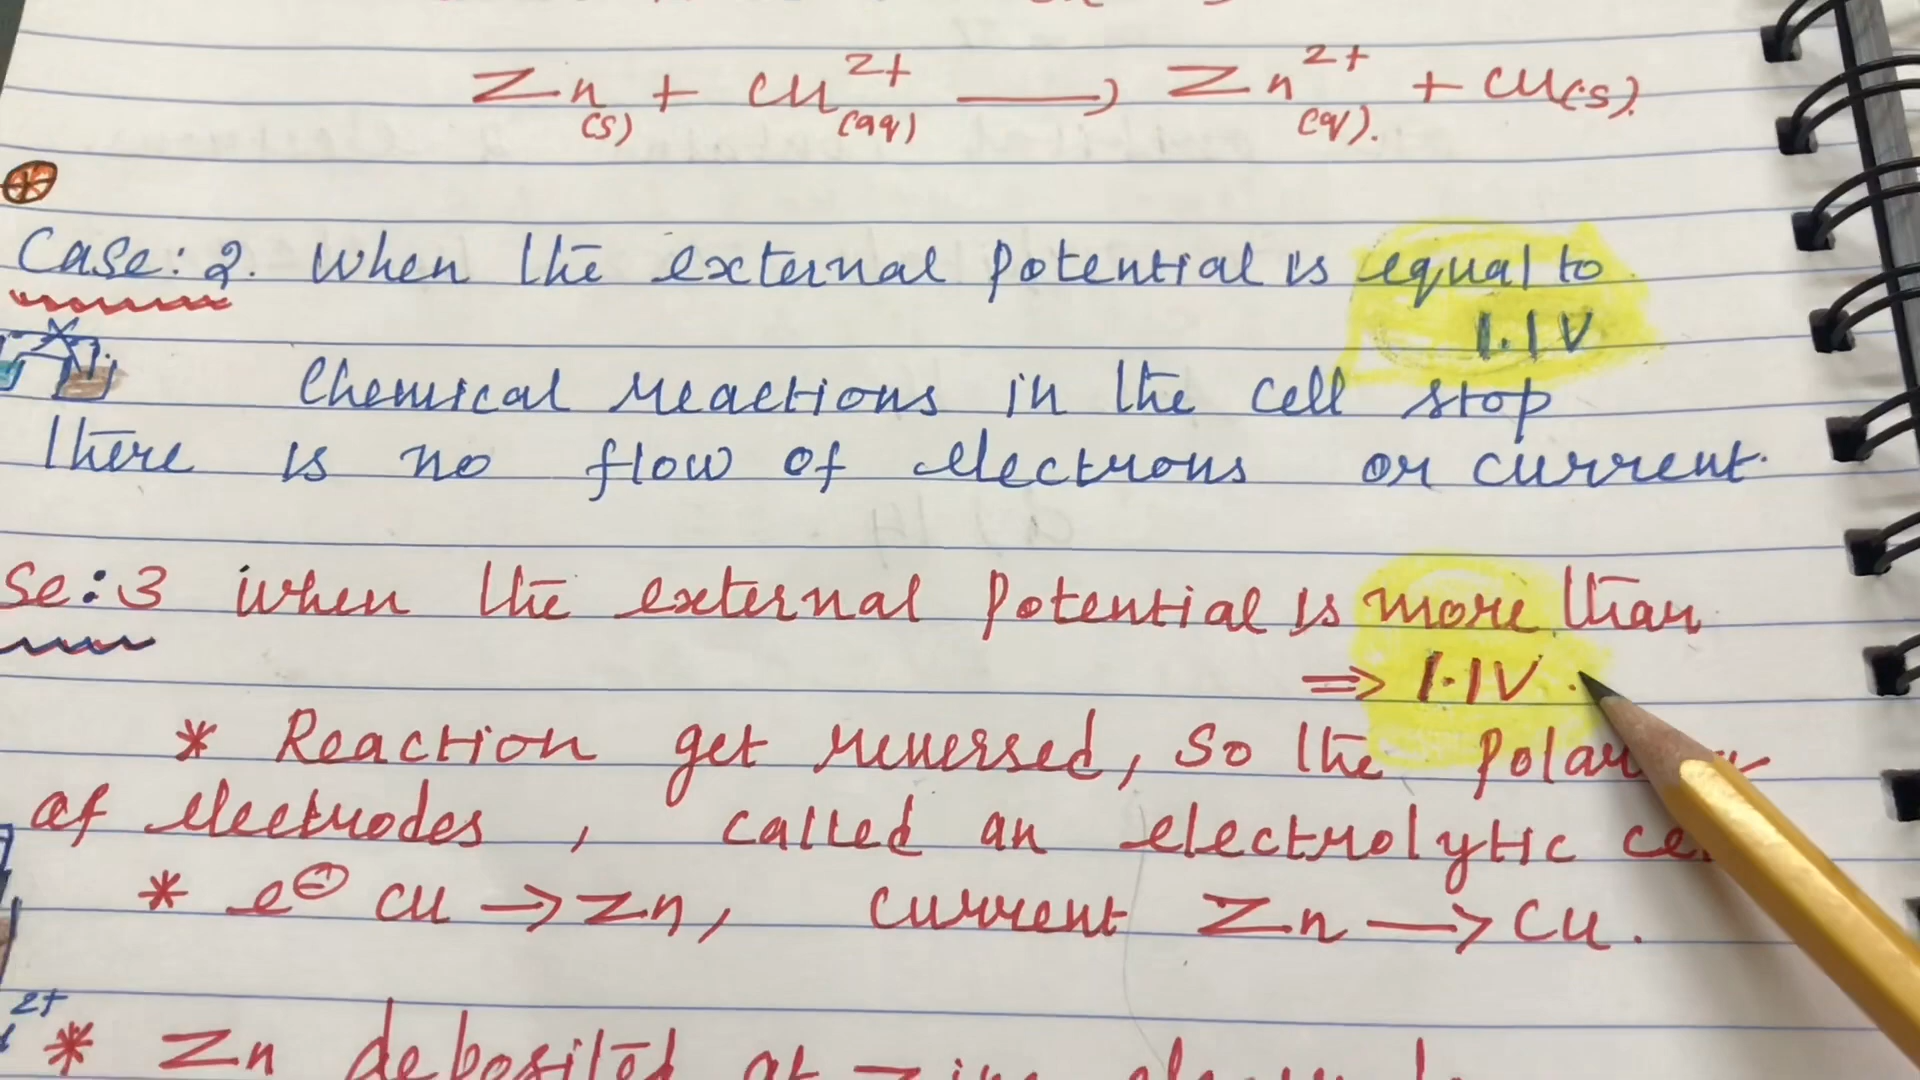 Zn(s) + Cu²⁺(aq) ⟶ Zn²⁺(q). + Cu(s).
Case: 2. When the external Potential is equal to
1.1V
Chemical reactions in the cell stop
there is no flow of electrons or current.
se: 3 when the external Potential is more than
⇒ 1.1V.
* Reaction get reversed, so the
of electrodes, called an electrolytic
* e⊖ Cu → Zn, current Zn ⟶ Cu.
2+
* Zn deposited at